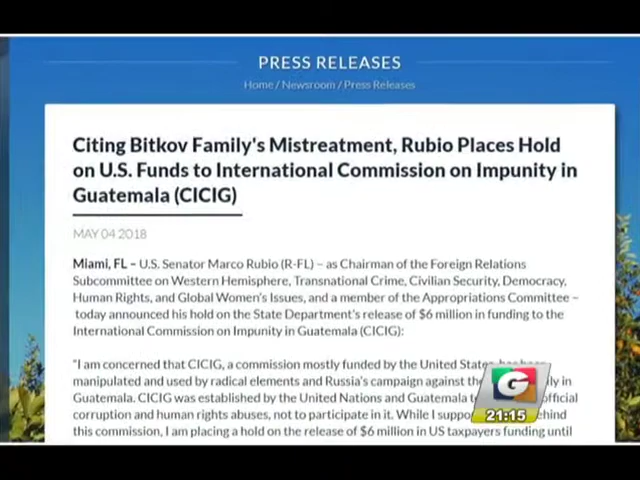 PRESS RELEASES
Home / Newsroom / Press Releases
Citing Bitkov Family's Mistreatment, Rubio Places Hold
on U.S. Funds to International Commission on Impunity in
Guatemala (CICIG)
MAY 04 2018
Miami, FL – U.S. Senator Marco Rubio (R-FL) – as Chairman of the Foreign Relations
Subcommittee on Western Hemisphere, Transnational Crime, Civilian Security, Democracy,
Human Rights, and Global Women's Issues, and a member of the Appropriations Committee –
today announced his hold on the State Department's release of $6 million in funding to the
International Commission on Impunity in Guatemala (CICIG):
"I am concerned that CICIG, a commission mostly funded by the United States, has been
manipulated and used by radical elements and Russia's campaign against the
Guatemala. CICIG was established by the United Nations and Guatemala official
corruption and human rights abuses, not to participate in it. While I
this commission, I am placing a hold on the release of $6 million in US taxpayers funding until
G
21:15